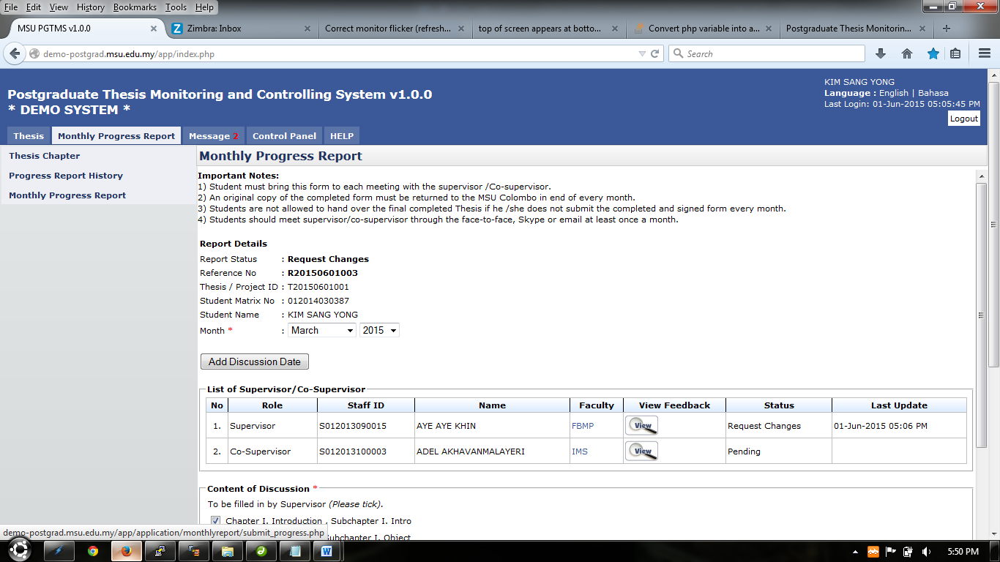 File Edit View History Bookmarks Tools Help
MSU PGTMS v1.0.0
Zimbra: Inbox
Correct monitor flicker (refresh...
top of screen appears at botto...
Convert php variable into a...
Postgraduate Thesis Monitorin...
demo-postgrad.msu.edu.my/app/index.php
Search
KIM SANG YONG
Postgraduate Thesis Monitoring and Controlling System v1.0.0
Language : English | Bahasa
* DEMO SYSTEM *
Last Login: 01-Jun-2015 05:05:45 PM
Logout
Thesis Monthly Progress Report Message 2 Control Panel HELP
Thesis Chapter
Progress Report History
Monthly Progress Report
Monthly Progress Report
Important Notes:
1) Student must bring this form to each meeting with the supervisor /Co-supervisor.
2) An original copy of the completed form must be returned to the MSU Colombo in end of every month.
3) Students are not allowed to hand over the final completed Thesis if he /she does not submit the completed and signed form every month.
4) Students should meet supervisor/co-supervisor through the face-to-face, Skype or email at least once a month.
Report Details
Report Status : Request Changes
Reference No : R20150601003
Thesis / Project ID : T20150601001
Student Matrix No : 012014030387
Student Name : KIM SANG YONG
Month * : March 2015
Add Discussion Date
List of Supervisor/Co-Supervisor
No Role Staff ID Name Faculty View Feedback Status Last Update
1. Supervisor S012013090015 AYE AYE KHIN FBMP View Request Changes 01-Jun-2015 05:06 PM
2. Co-Supervisor S012013100003 ADEL AKHAVANMALAYERI IMS View Pending
Content of Discussion *
To be filled in by Supervisor (Please tick).
Chapter I. Introduction , Subchapter I. Intro
Subchapter I. Object
demo-postgrad.msu.edu.my/app/application/monthlyreport/submit_progress.php
5:50 PM